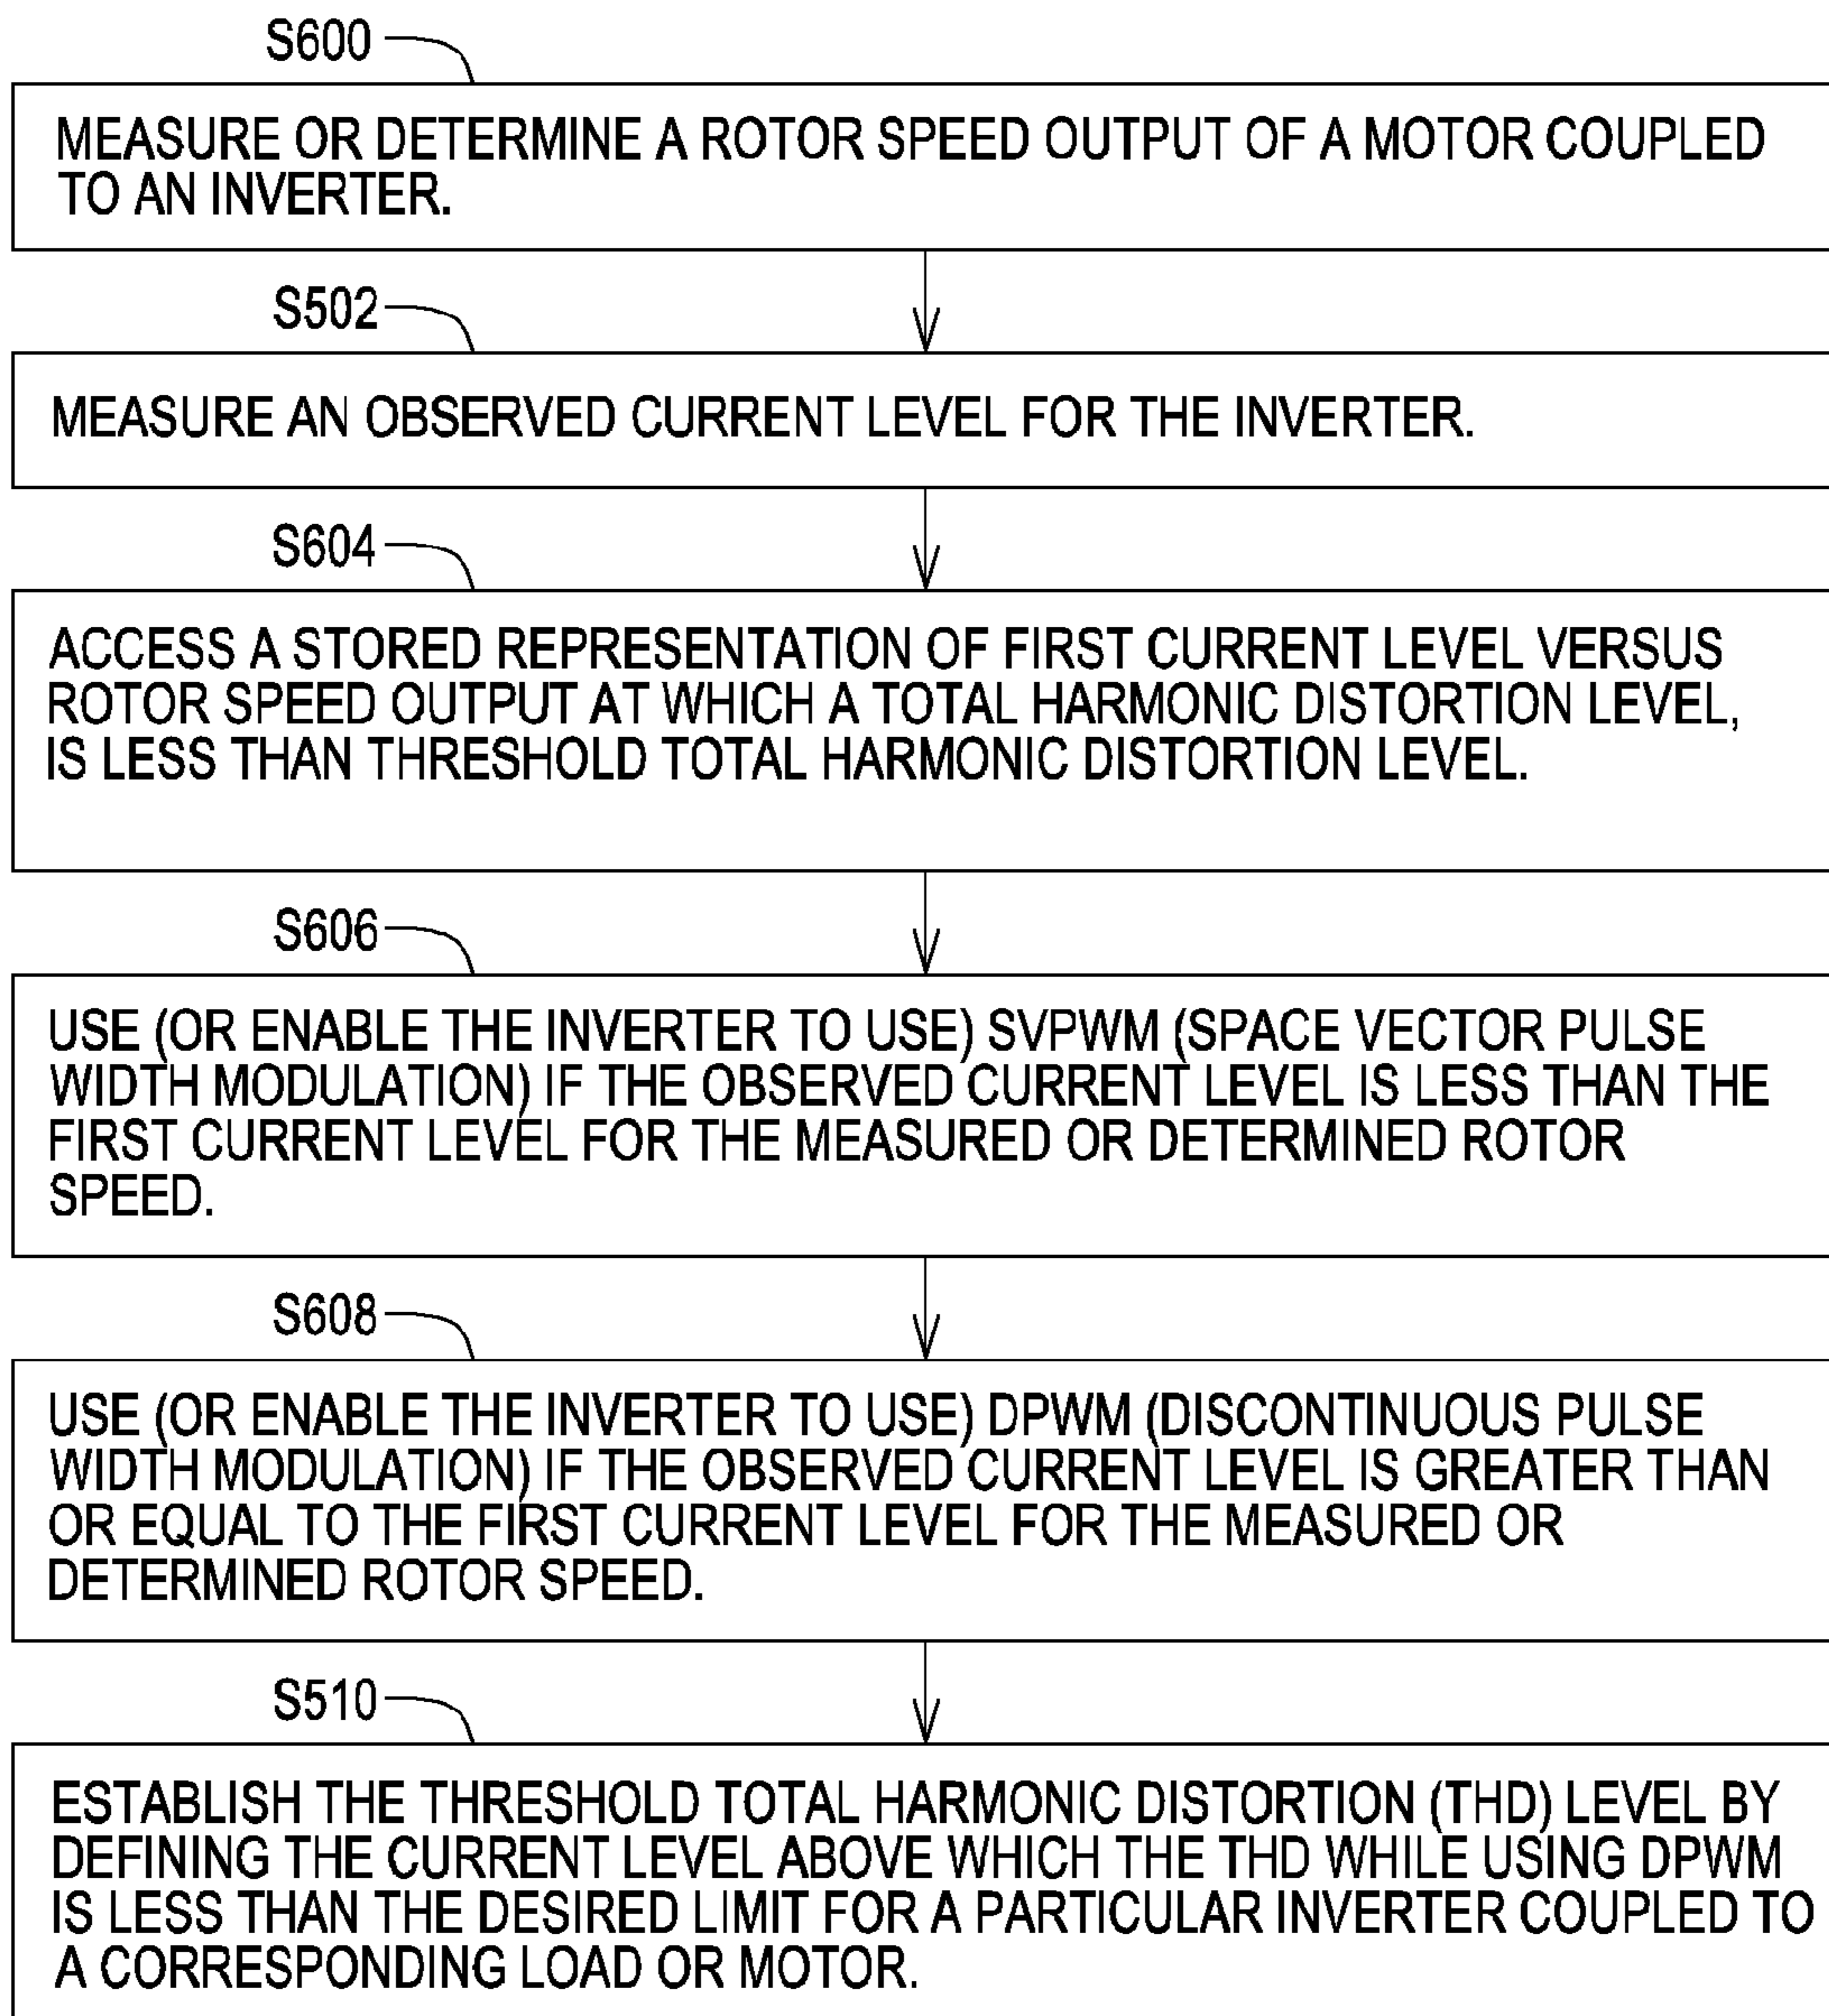 S600
MEASURE OR DETERMINE A ROTOR SPEED OUTPUT OF A MOTOR COUPLED
TO AN INVERTER.
S502
MEASURE AN OBSERVED CURRENT LEVEL FOR THE INVERTER.
S604
ACCESS A STORED REPRESENTATION OF FIRST CURRENT LEVEL VERSUS
ROTOR SPEED OUTPUT AT WHICH A TOTAL HARMONIC DISTORTION LEVEL,
IS LESS THAN THRESHOLD TOTAL HARMONIC DISTORTION LEVEL.
S606
USE (OR ENABLE THE INVERTER TO USE) SVPWM (SPACE VECTOR PULSE
WIDTH MODULATION) IF THE OBSERVED CURRENT LEVEL IS LESS THAN THE
FIRST CURRENT LEVEL FOR THE MEASURED OR DETERMINED ROTOR
SPEED.
S608
USE (OR ENABLE THE INVERTER TO USE) DPWM (DISCONTINUOUS PULSE
WIDTH MODULATION) IF THE OBSERVED CURRENT LEVEL IS GREATER THAN
OR EQUAL TO THE FIRST CURRENT LEVEL FOR THE MEASURED OR
DETERMINED ROTOR SPEED.
S510
ESTABLISH THE THRESHOLD TOTAL HARMONIC DISTORTION (THD) LEVEL BY
DEFINING THE CURRENT LEVEL ABOVE WHICH THE THD WHILE USING DPWM
IS LESS THAN THE DESIRED LIMIT FOR A PARTICULAR INVERTER COUPLED TO
A CORRESPONDING LOAD OR MOTOR.